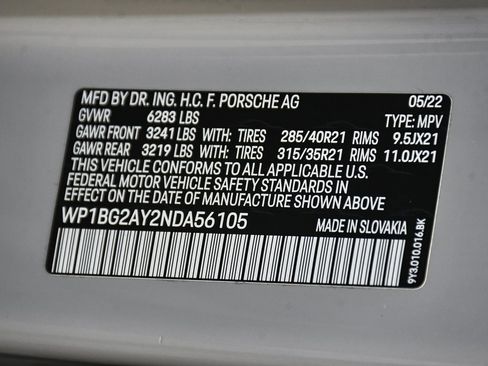 MFD BY DR. ING. H.C. F. PORSCHE AG 05/22
GVWR 6283 LBS TYPE: MPV
GAWR FRONT 3241 LBS WITH: TIRES 285/40R21 RIMS 9.5JX21
GAWR REAR 3219 LBS WITH: TIRES 315/35R21 RIMS 11.0JX21
THIS VEHICLE CONFORMS TO ALL APPLICABLE
FEDERAL MOTOR VEHICLE SAFETY STANDARDS IN
EFFECT ON THE DATE OF MANUFACTURE SHOWN ABOVE
WP1BG2AY2NDA56105 MADE IN SLOVAKIA
9Y3.010.016.BK